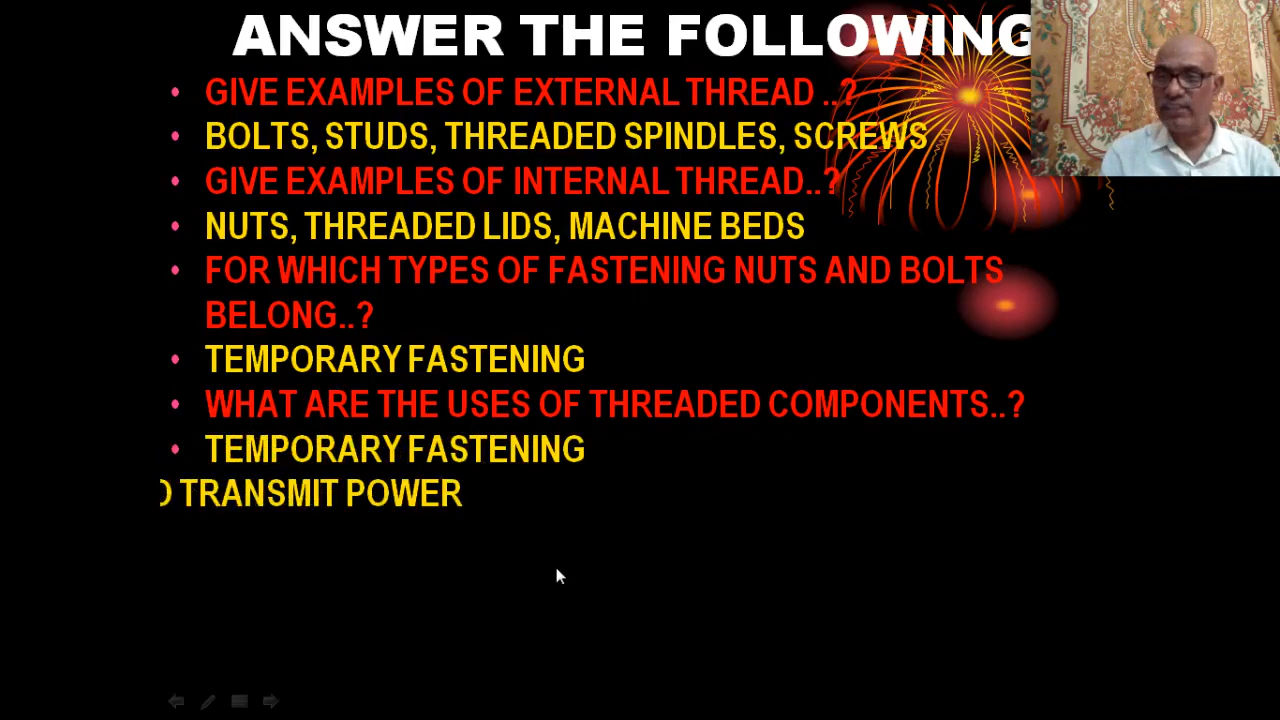 ANSWER THE FOLLOWING
• GIVE EXAMPLES OF EXTERNAL THREAD ..?
• BOLTS, STUDS, THREADED SPINDLES, SCREWS
• GIVE EXAMPLES OF INTERNAL THREAD..?
• NUTS, THREADED LIDS, MACHINE BEDS
• FOR WHICH TYPES OF FASTENING NUTS AND BOLTS
BELONG..?
• TEMPORARY FASTENING
• WHAT ARE THE USES OF THREADED COMPONENTS..?
• TEMPORARY FASTENING
TRANSMIT POWER